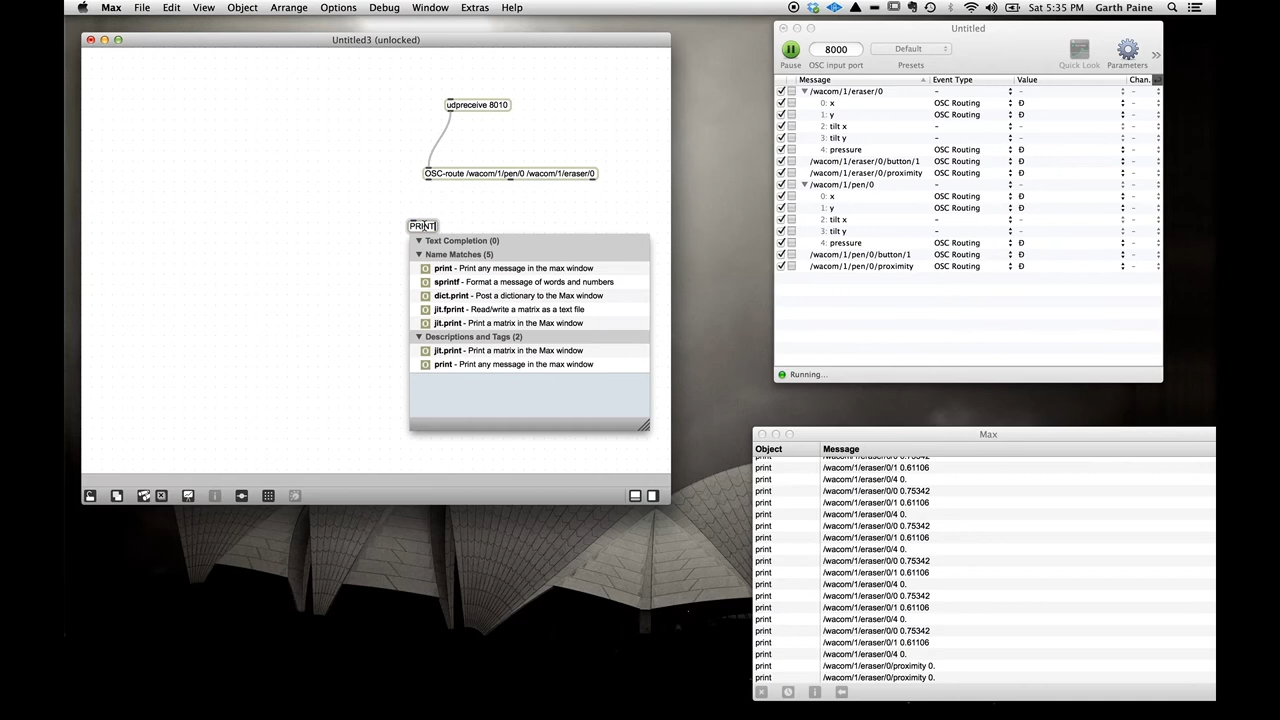 Max File Edit View Object Arrange Options Debug Window Extras Help
Sat 5:35 PM Garth Paine
Untitled3 (unlocked)
udpreceive 8010
OSC-route /wacom/1/pen/0 /wacom/1/eraser/0
PRINT
Text Completion (0)
Name Matches (5)
print - Print any message in the max window
sprintf - Format a message of words and numbers
dict.print - Post a dictionary to the Max window
jit.fprint - Read/write a matrix as a text file
jit.print - Print a matrix in the Max window
Descriptions and Tags (2)
jit.print - Print a matrix in the Max window
print - Print any message in the max window
Untitled
8000 Default
Pause OSC input port Presets Quick Look Parameters
Message Event Type Value Chan.
/wacom/1/eraser/0 –
0: x OSC Routing Ð
1: y OSC Routing Ð
2: tilt x – –
3: tilt y – –
4: pressure OSC Routing Ð
/wacom/1/eraser/0/button/1 OSC Routing Ð
/wacom/1/eraser/0/proximity OSC Routing Ð
/wacom/1/pen/0 –
0: x OSC Routing Ð
1: y OSC Routing Ð
2: tilt x – –
3: tilt y – –
4: pressure OSC Routing Ð
/wacom/1/pen/0/button/1 OSC Routing Ð
/wacom/1/pen/0/proximity OSC Routing Ð
Running...
Max
Object Message
print /wacom/1/eraser/0/0 0.75342
print /wacom/1/eraser/0/1 0.61106
print /wacom/1/eraser/0/4 0.
print /wacom/1/eraser/0/0 0.75342
print /wacom/1/eraser/0/1 0.61106
print /wacom/1/eraser/0/4 0.
print /wacom/1/eraser/0/0 0.75342
print /wacom/1/eraser/0/1 0.61106
print /wacom/1/eraser/0/4 0.
print /wacom/1/eraser/0/0 0.75342
print /wacom/1/eraser/0/1 0.61106
print /wacom/1/eraser/0/4 0.
print /wacom/1/eraser/0/0 0.75342
print /wacom/1/eraser/0/1 0.61106
print /wacom/1/eraser/0/4 0.
print /wacom/1/eraser/0/0 0.75342
print /wacom/1/eraser/0/1 0.61106
print /wacom/1/eraser/0/4 0.
print /wacom/1/eraser/0/proximity 0.
print /wacom/1/eraser/0/proximity 0.